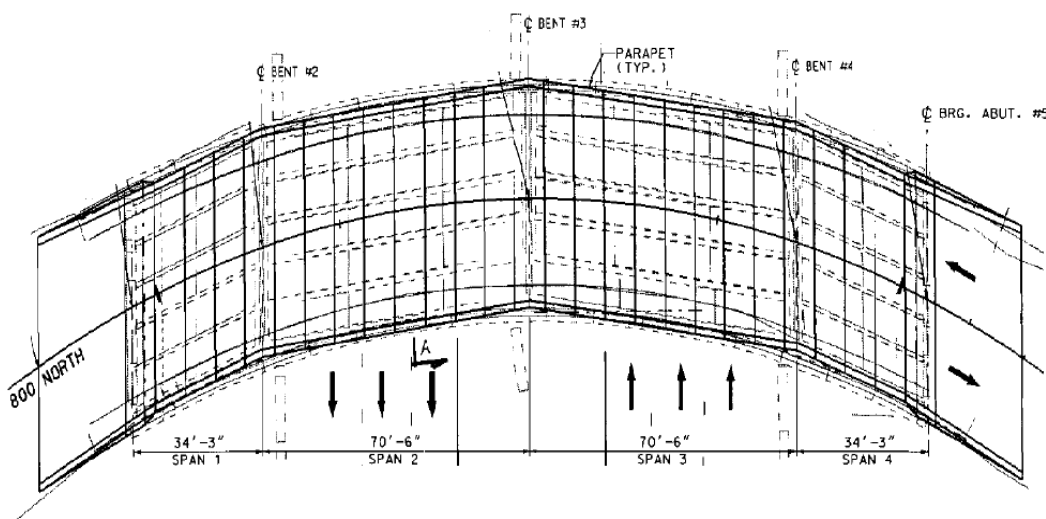 ℄ BENT #3
PARAPET
(TYP.)
℄ BENT #2
℄ BENT #4
℄ BRG. ABUT. #5
A
800 NORTH
34'-3"
SPAN 1
70'-6"
SPAN 2
70'-6"
SPAN 3
34'-3"
SPAN 4